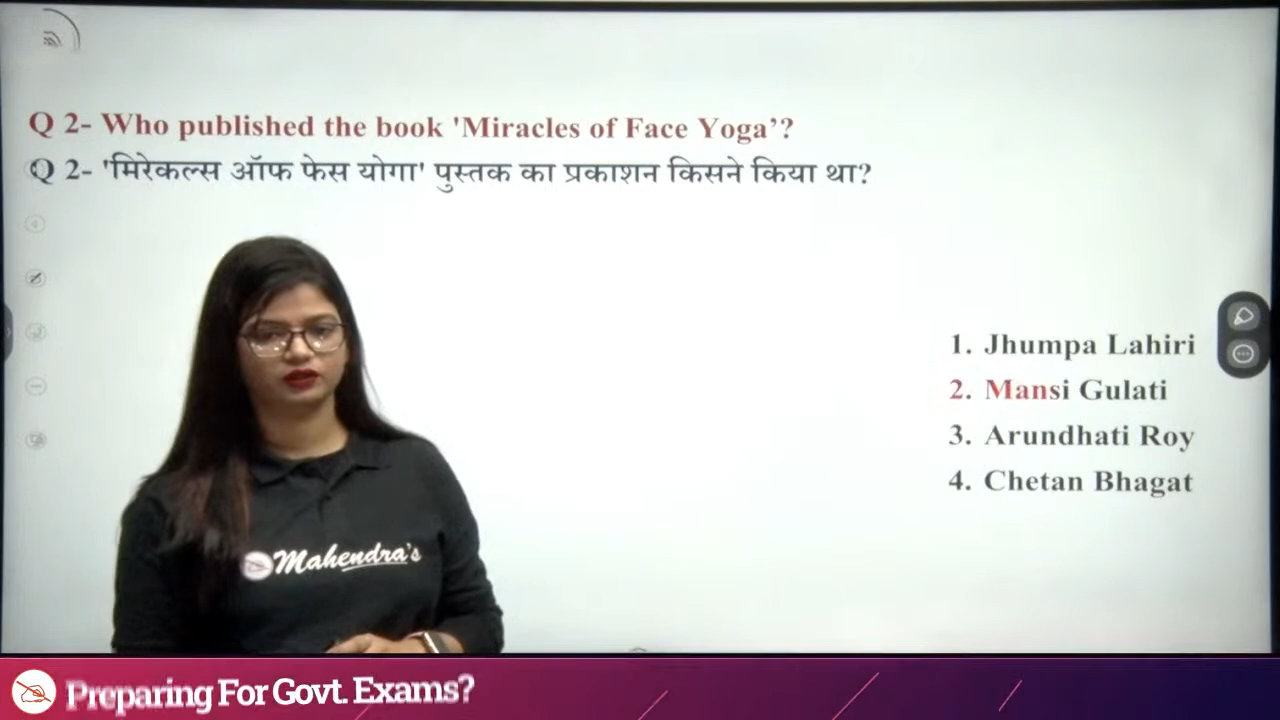 Q 2- Who published the book 'Miracles of Face Yoga’?
Q 2- 'मिरेकल्स ऑफ फेस योगा' पुस्तक का प्रकाशन किसने किया था?
1. Jhumpa Lahiri
2. Mansi Gulati
3. Arundhati Roy
4. Chetan Bhagat
Mahendra's
Preparing For Govt. Exams?